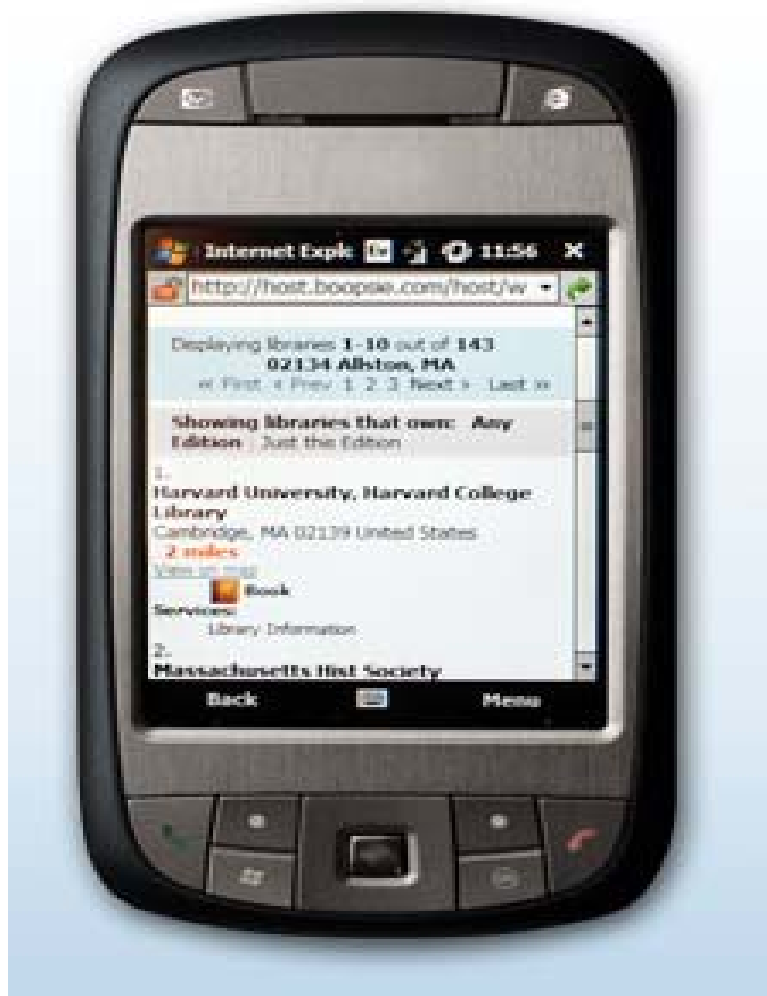 Internet Explo 11:56 X
http://host.boopsie.com/host/w
Displaying libraries 1-10 out of 143
02134 Allston, MA
« First « Prev 1 2 3 Next » Last »
Showing libraries that own: Any
Edition Just this Edition
1.
Harvard University, Harvard College
Library
Cambridge, MA 02139 United States
2 miles
View on map
Book
Services:
Library Information
2.
Massachusetts Hist Society
Back Menu